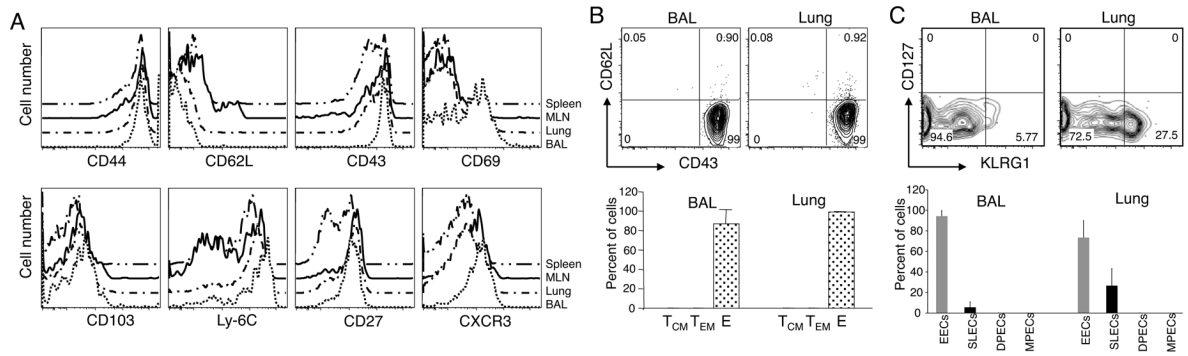 A
Cell number
Spleen
MLN
Lung
BAL
CD44
CD62L
CD43
CD69
Cell number
Spleen
MLN
Lung
BAL
CD103
Ly-6C
CD27
CXCR3
B
BAL
Lung
CD62L
0.05
0.90
0
99
0.08
0.92
0
99
CD43
Percent of cells
120
100
80
60
40
20
0
BAL
Lung
TCM TEM E
TCM TEM E
C
BAL
Lung
CD127
0
0
94.6
5.77
0
0
72.5
27.5
KLRG1
Percent of cells
120
100
80
60
40
20
0
BAL
Lung
EECs
SLECs
DPECs
MPECs
EECs
SLECs
DPECs
MPECs